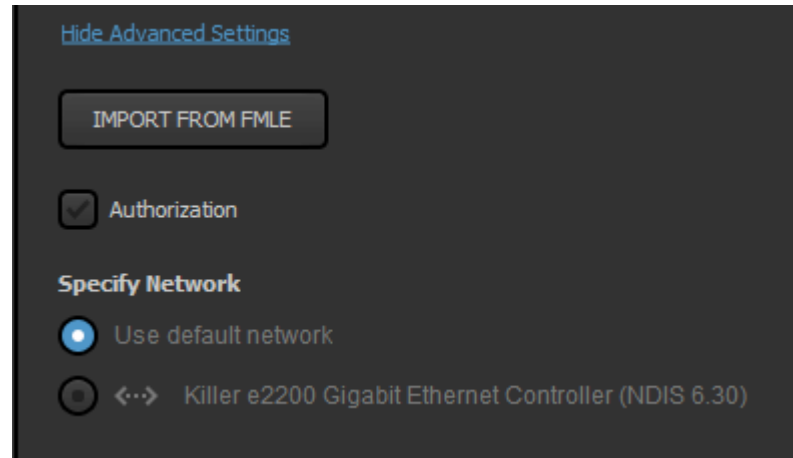 Hide Advanced Settings
IMPORT FROM FMLE
Authorization
Specify Network
Use default network
Killer e2200 Gigabit Ethernet Controller (NDIS 6.30)